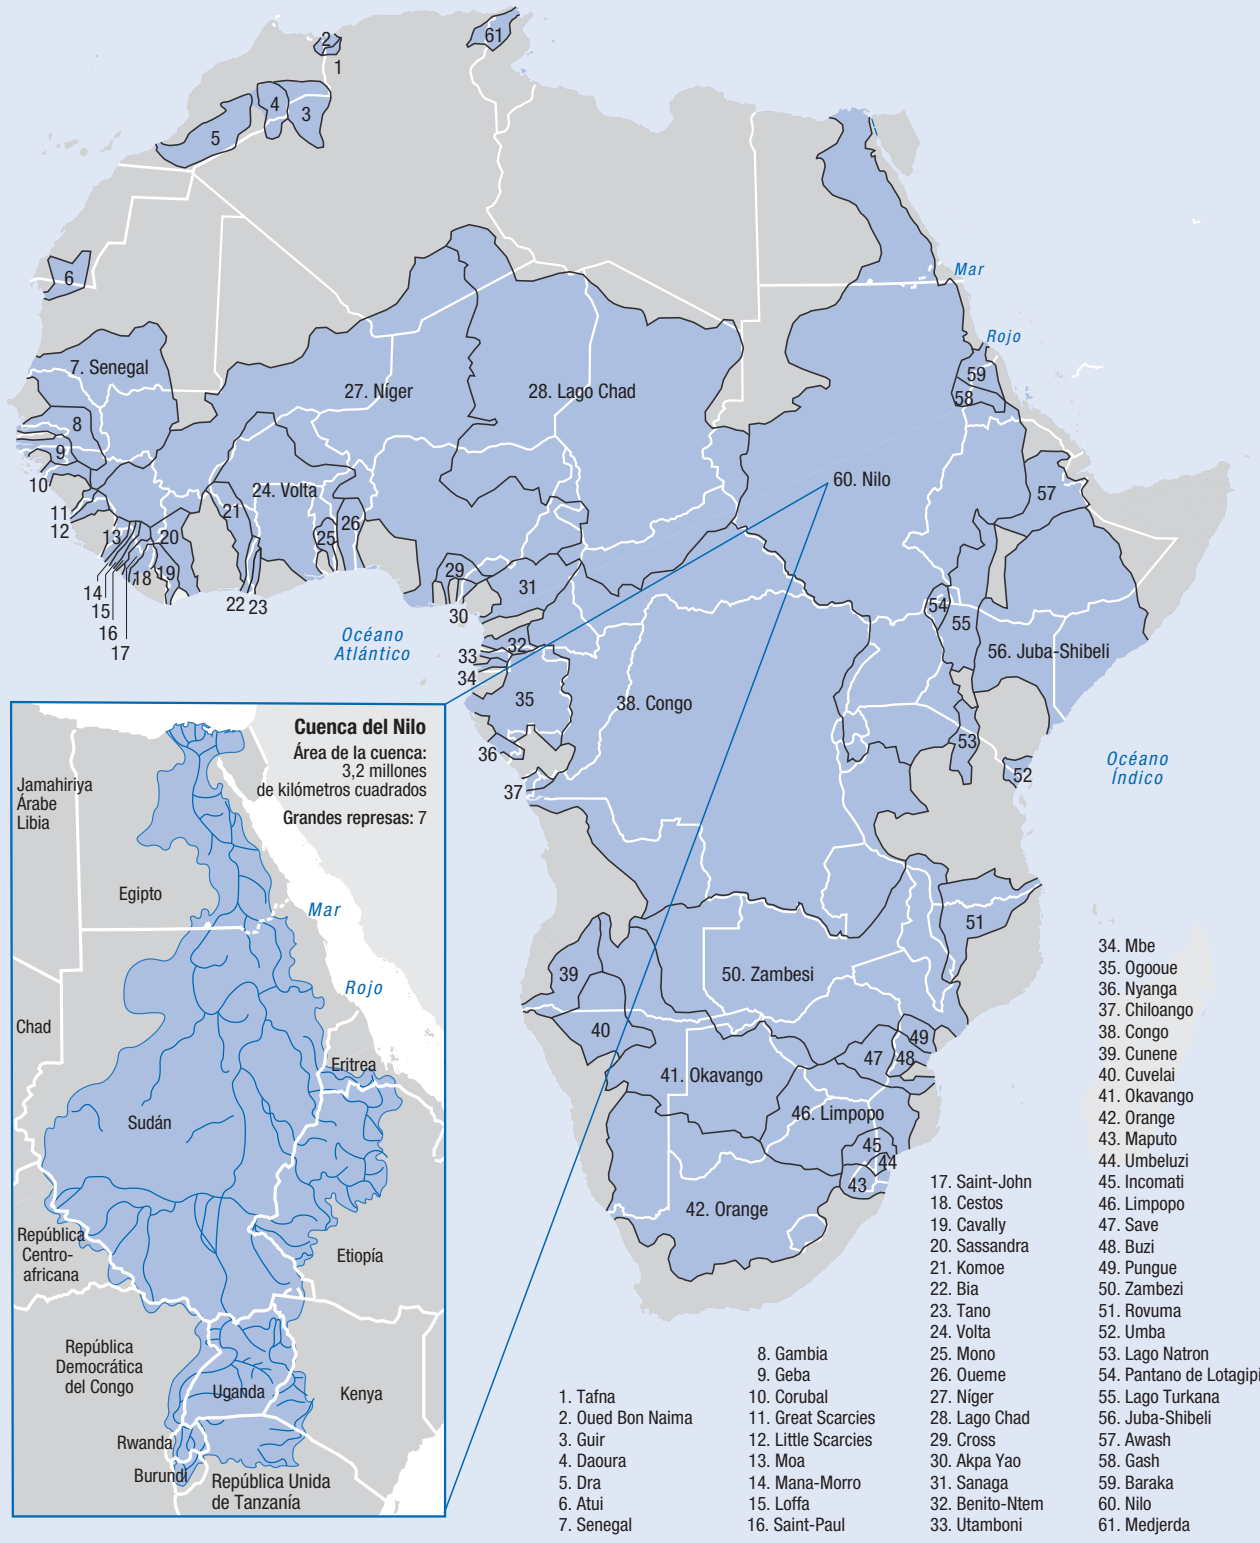 61
2
1
4
3
5
6
Mar
Rojo
7. Senegal
59
58
27. Níger
28. Lago Chad
8
9
60. Nilo
10
24. Volta
57
11
21
26
12
13
20
25
29
31
14
18
19
15
22
23
30
54
16
55
17
Océano
Atlántico
32
33
34
56. Juba-Shibeli
35
38. Congo
36
53
37
52
Océano
Índico
51
39
50. Zambesi
40
49
47
48
41. Okavango
46. Limpopo
45
44
43
42. Orange
Cuenca del Nilo
Área de la cuenca:
3,2 millones
de kilómetros cuadrados
Grandes represas: 7
Jamahiriya
Árabe
Libia
Egipto
Mar
Rojo
Chad
Eritrea
Sudán
República
Centro-
africana
Etiopía
República
Democrática
del Congo
Uganda
Kenya
Rwanda
Burundi
República Unida
de Tanzanía
1. Tafna
2. Oued Bon Naima
3. Guir
4. Daoura
5. Dra
6. Atui
7. Senegal
8. Gambia
9. Geba
10. Corubal
11. Great Scarcies
12. Little Scarcies
13. Moa
14. Mana-Morro
15. Loffa
16. Saint-Paul
17. Saint-John
18. Cestos
19. Cavally
20. Sassandra
21. Komoe
22. Bia
23. Tano
24. Volta
25. Mono
26. Oueme
27. Níger
28. Lago Chad
29. Cross
30. Akpa Yao
31. Sanaga
32. Benito-Ntem
33. Utamboni
34. Mbe
35. Ogooue
36. Nyanga
37. Chiloango
38. Congo
39. Cunene
40. Cuvelai
41. Okavango
42. Orange
43. Maputo
44. Umbeluzi
45. Incomati
46. Limpopo
47. Save
48. Buzi
49. Pungue
50. Zambezi
51. Rovuma
52. Umba
53. Lago Natron
54. Pantano de Lotagipi
55. Lago Turkana
56. Juba-Shibeli
57. Awash
58. Gash
59. Baraka
60. Nilo
61. Medjerda